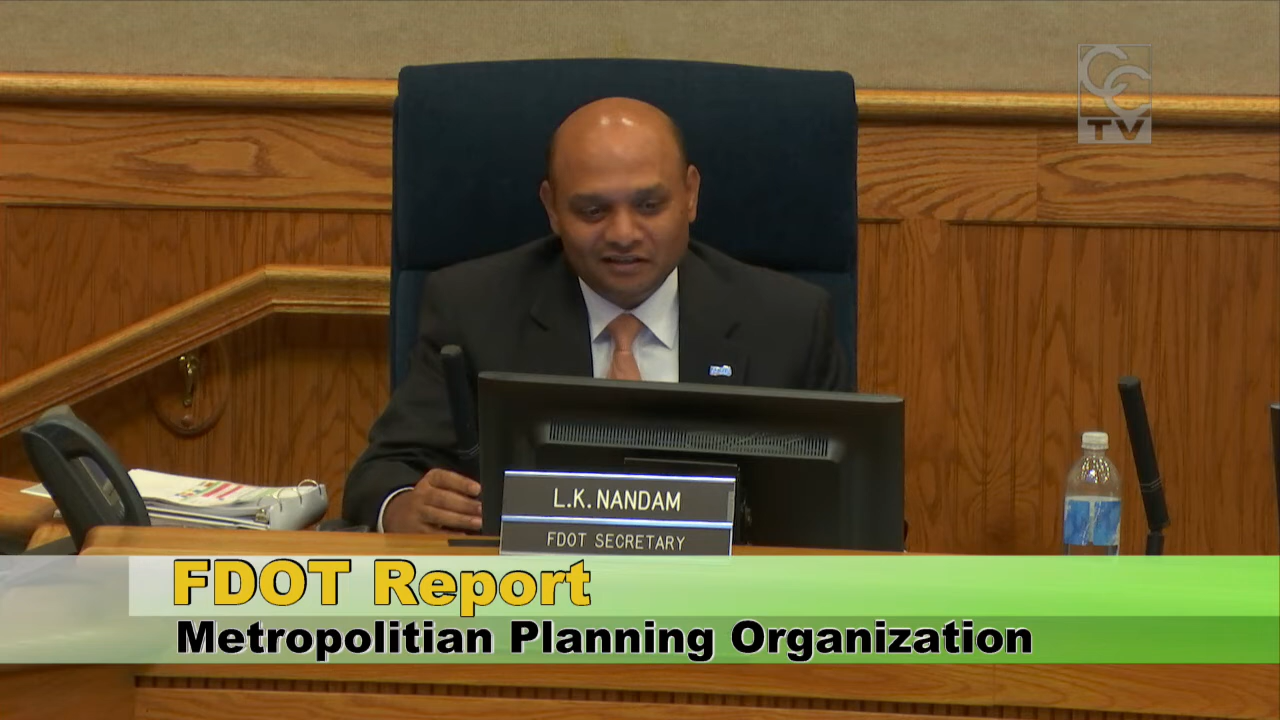 CC
TV
L.K. NANDAM
FDOT SECRETARY
FDOT Report
Metropolitian Planning Organization